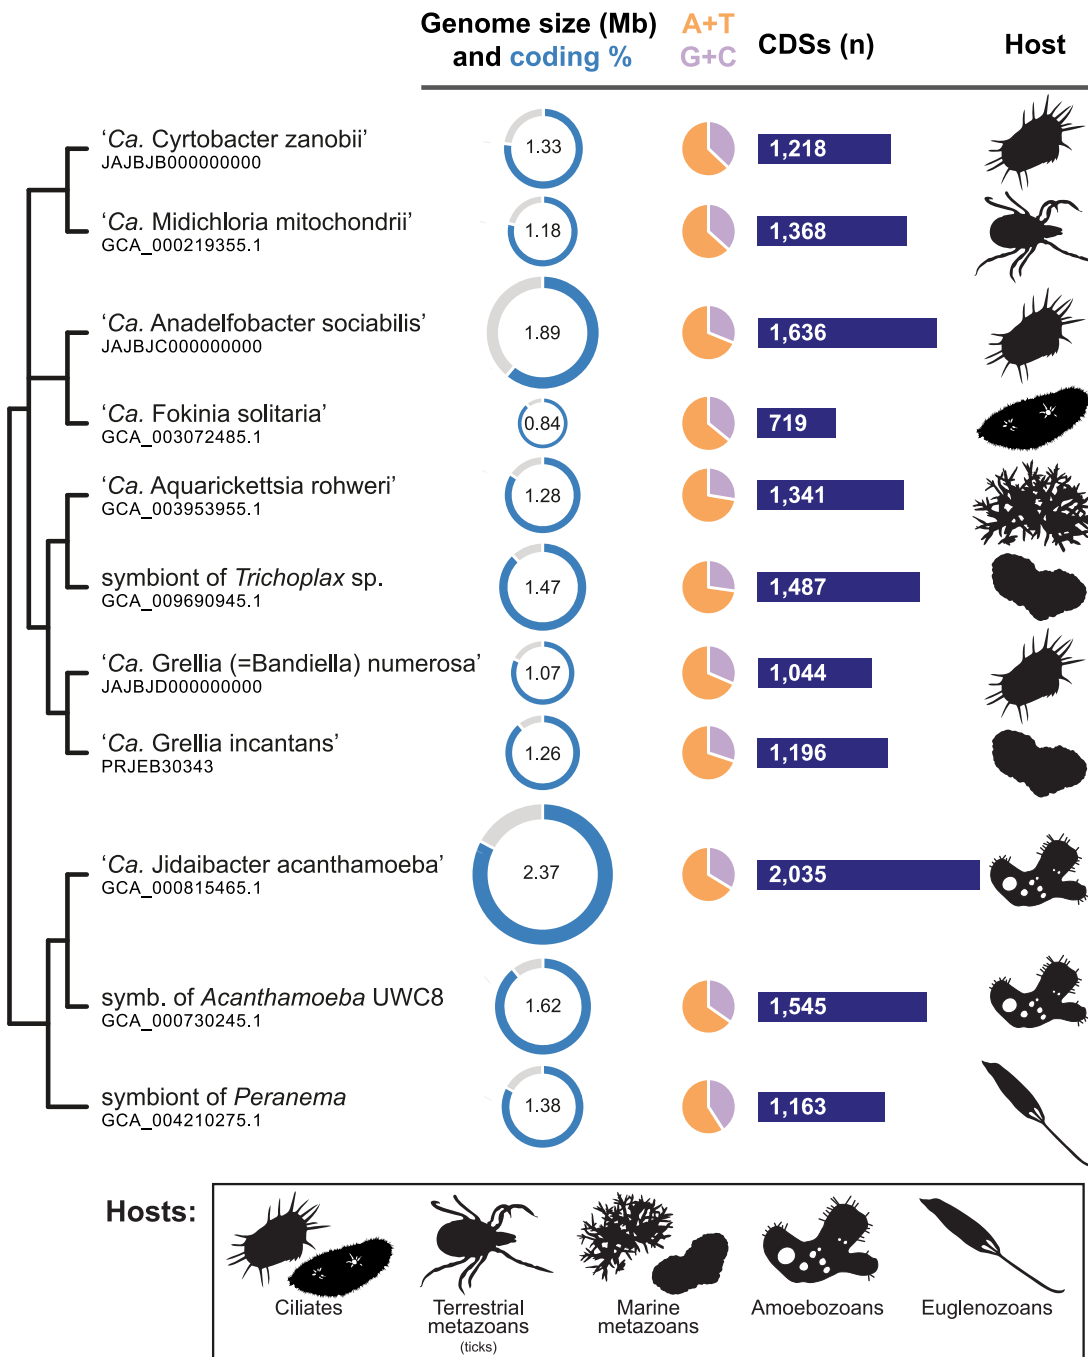 Genome size (Mb) and coding %
A+T
G+C
CDSs (n)
Host
‘Ca. Cyrtobacter zanobii’
JAJBJB000000000
1.33
1,218
‘Ca. Midichloria mitochondrii’
GCA_000219355.1
1.18
1,368
‘Ca. Anadelfobacter sociabilis’
JAJBJC000000000
1.89
1,636
‘Ca. Fokinia solitaria’
GCA_003072485.1
0.84
719
‘Ca. Aquarickettsia rohweri’
GCA_003953955.1
1.28
1,341
symbiont of Trichoplax sp.
GCA_009690945.1
1.47
1,487
‘Ca. Grellia (=Bandiella) numerosa’
JAJBJD000000000
1.07
1,044
‘Ca. Grellia incantans’
PRJEB30343
1.26
1,196
‘Ca. Jidaibacter acanthamoeba’
GCA_000815465.1
2.37
2,035
symb. of Acanthamoeba UWC8
GCA_000730245.1
1.62
1,545
symbiont of Peranema
GCA_004210275.1
1.38
1,163
Hosts:
Ciliates
Terrestrial
metazoans
(ticks)
Marine
metazoans
Amoebozoans
Euglenozoans